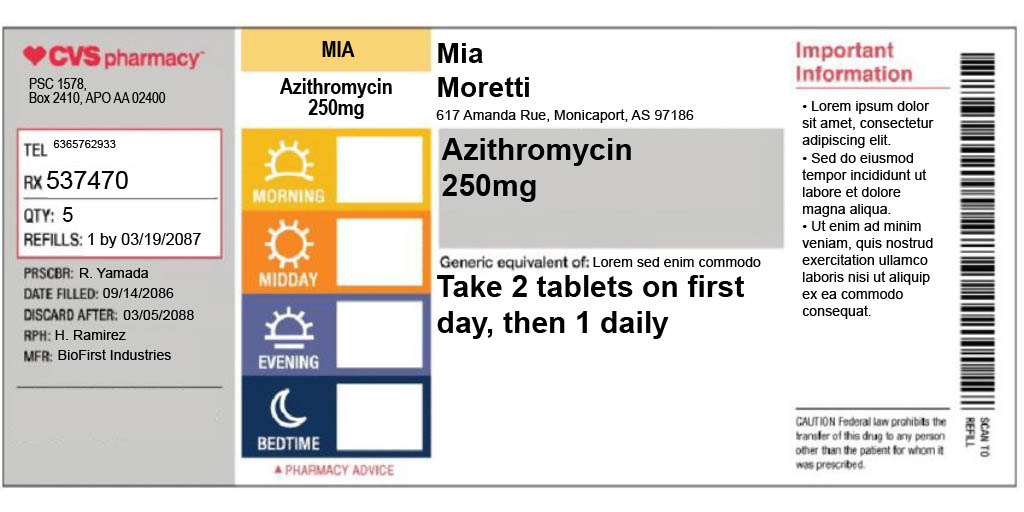 CVS pharmacy
PSC 1578,
Box 2410, APO AA 02400
TEL 6365762933
RX 537470
QTY: 5
REFILLS: 1 by 03/19/2087
PRSCBR: R. Yamada
DATE FILLED: 09/14/2086
DISCARD AFTER: 03/05/2088
RPH: H. Ramirez
MFR: BioFirst Industries
MIA
Azithromycin
250mg
MORNING
MIDDAY
EVENING
BEDTIME
▲ PHARMACY ADVICE
Mia
Moretti
617 Amanda Rue, Monicaport, AS 97186
Azithromycin
250mg
Generic equivalent of: Lorem sed enim commodo
Take 2 tablets on first
day, then 1 daily
Important
Information
• Lorem ipsum dolor
sit amet, consectetur
adipiscing elit.
• Sed do eiusmod
tempor incididunt ut
labore et dolore
magna aliqua.
• Ut enim ad minim
veniam, quis nostrud
exercitation ullamco
laboris nisi ut aliquip
ex ea commodo
consequat.
CAUTION Federal law prohibits the
transfer of this drug to any person
other than the patient for whom it
was prescribed.
SCAN TO
REFILL